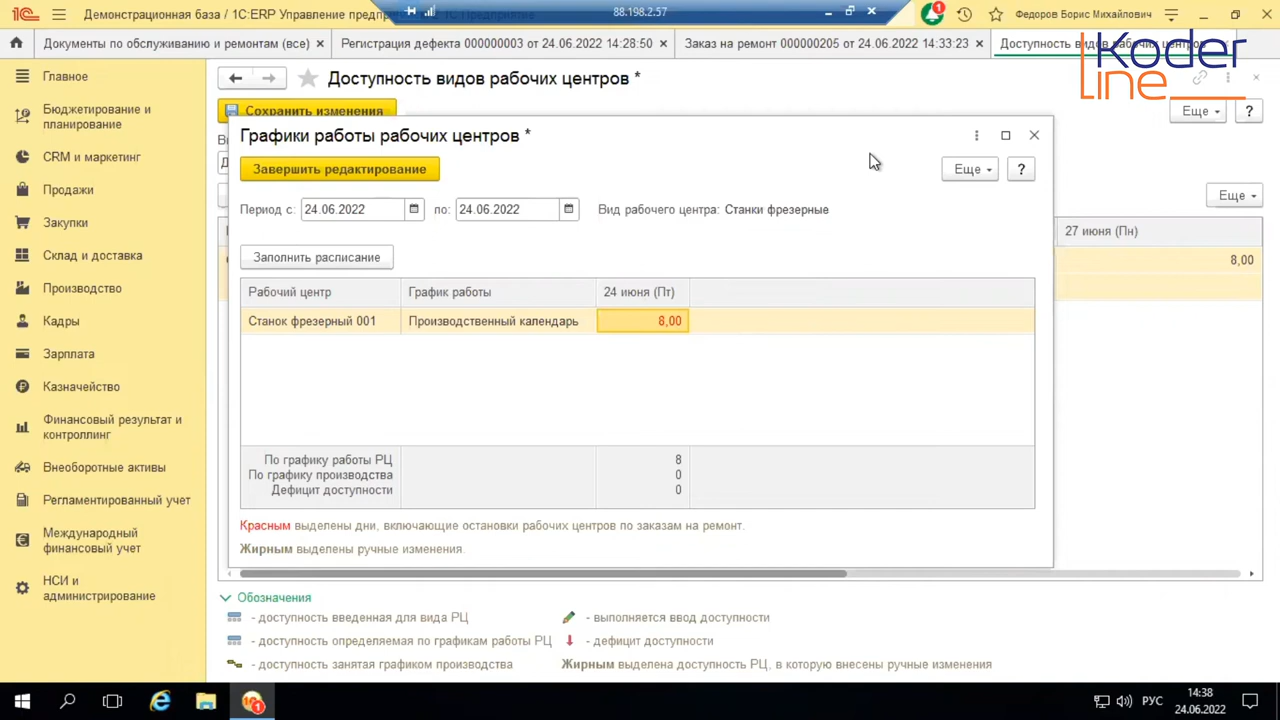 Демонстрационная база / 1С:ERP Управление предпр
1С:Предприятие
88.198.2.57
Федоров Борис Михайлович
Документы по обслуживанию и ремонтам (все)
Регистрация дефекта 000000003 от 24.06.2022 14:28:50
Заказ на ремонт 000000205 от 24.06.2022 14:33:23
Доступность видов рабочих центров
Koder
line
Главное
Бюджетирование и
планирование
CRM и маркетинг
Продажи
Закупки
Склад и доставка
Производство
Кадры
Зарплата
Казначейство
Финансовый результат и
контроллинг
Внеоборотные активы
Регламентированный учет
Международный
финансовый учет
НСИ и
администрирование
Доступность видов рабочих центров *
Сохранить изменения
Еще
?
Еще
27 июня (Пн)
8,00
Графики работы рабочих центров *
Завершить редактирование
Еще
?
Период с: 24.06.2022 по: 24.06.2022 Вид рабочего центра: Станки фрезерные
Заполнить расписание
Рабочий центр График работы 24 июня (Пт)
Станок фрезерный 001 Производственный календарь 8,00
По графику работы РЦ 8
По графику производства 0
Дефицит доступности 0
Красным выделены дни, включающие остановки рабочих центров по заказам на ремонт.
Жирным выделены ручные изменения.
Обозначения
- доступность введенная для вида РЦ - выполняется ввод доступности
- доступность определяемая по графикам работы РЦ - дефицит доступности
- доступность занятая графиком производства Жирным выделена доступность РЦ, в которую внесены ручные изменения
РУС
14:38
24.06.2022